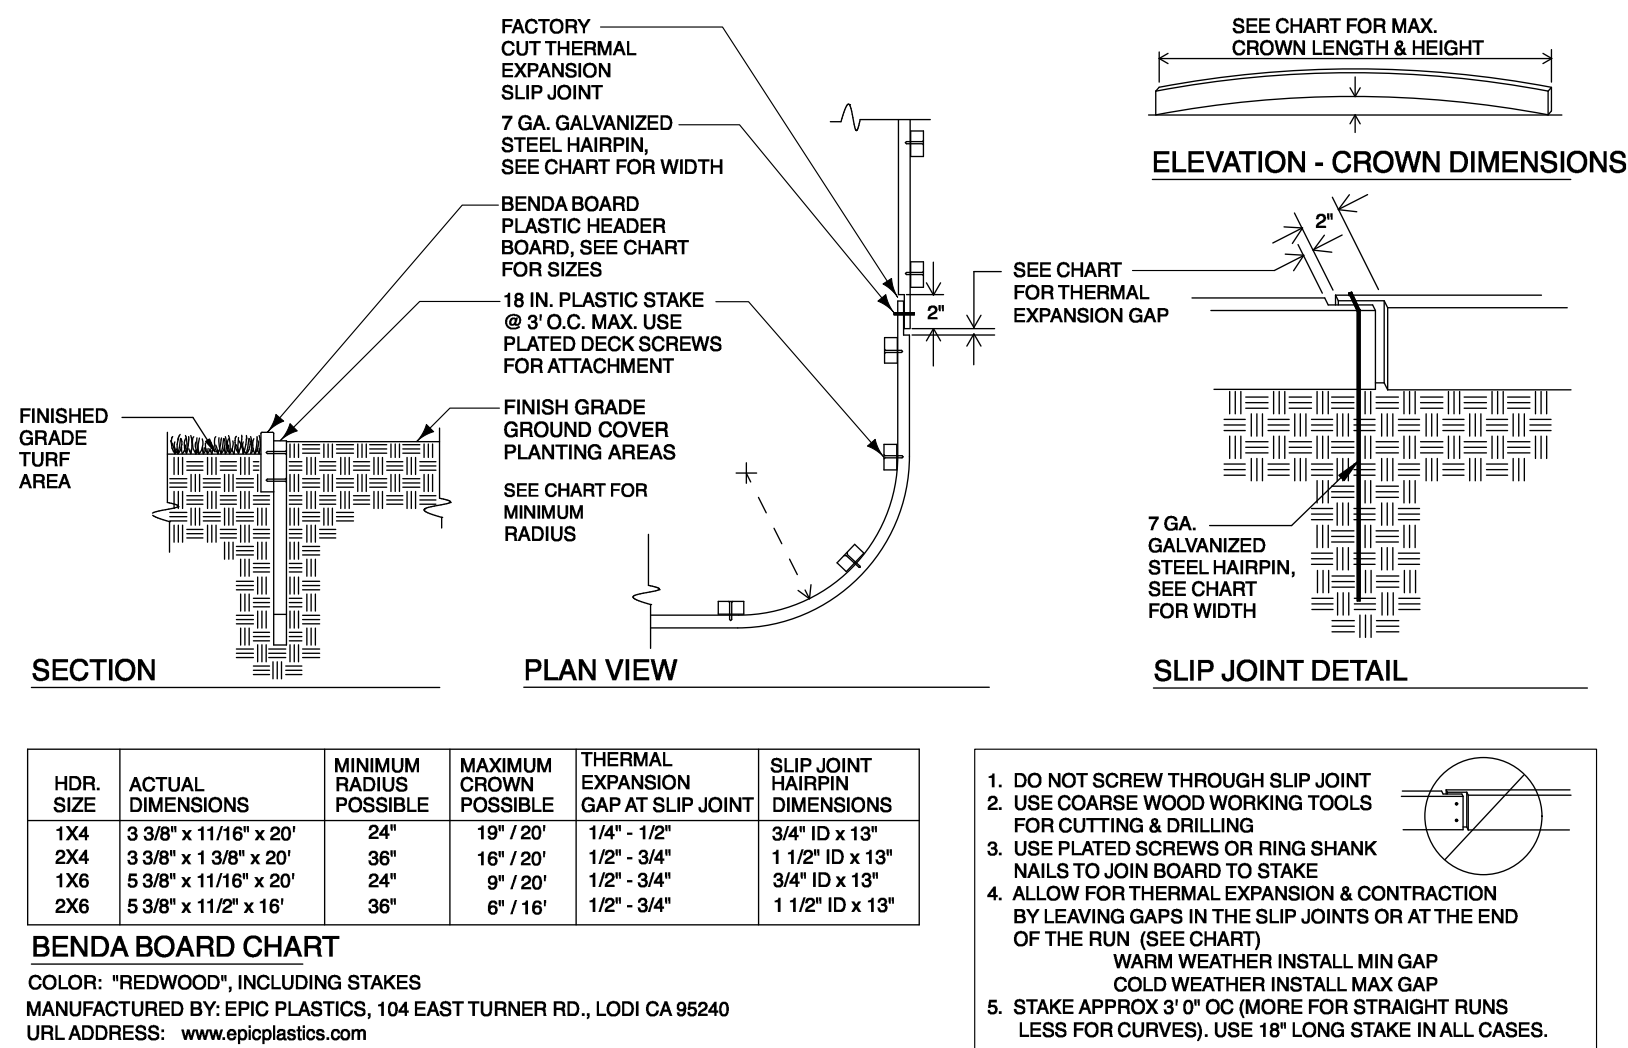 FACTORY
CUT THERMAL
EXPANSION
SLIP JOINT
7 GA. GALVANIZED
STEEL HAIRPIN,
SEE CHART FOR WIDTH
BENDA BOARD
PLASTIC HEADER
BOARD, SEE CHART
FOR SIZES
18 IN. PLASTIC STAKE
@ 3' O.C. MAX. USE
PLATED DECK SCREWS
FOR ATTACHMENT
FINISH GRADE
GROUND COVER
PLANTING AREAS
SEE CHART FOR
MINIMUM
RADIUS
FINISHED
GRADE
TURF
AREA
SECTION
PLAN VIEW
2"
SEE CHART
FOR THERMAL
EXPANSION GAP
SEE CHART FOR MAX.
CROWN LENGTH & HEIGHT
ELEVATION - CROWN DIMENSIONS
2"
7 GA.
GALVANIZED
STEEL HAIRPIN,
SEE CHART
FOR WIDTH
SLIP JOINT DETAIL
HDR. SIZE ACTUAL DIMENSIONS MINIMUM RADIUS POSSIBLE MAXIMUM CROWN POSSIBLE THERMAL EXPANSION GAP AT SLIP JOINT SLIP JOINT HAIRPIN DIMENSIONS
1X4 3 3/8" x 11/16" x 20' 24" 19" / 20' 1/4" - 1/2" 3/4" ID x 13"
2X4 3 3/8" x 1 3/8" x 20' 36" 16" / 20' 1/2" - 3/4" 1 1/2" ID x 13"
1X6 5 3/8" x 11/16" x 20' 24" 9" / 20' 1/2" - 3/4" 3/4" ID x 13"
2X6 5 3/8" x 11/2" x 16' 36" 6" / 16' 1/2" - 3/4" 1 1/2" ID x 13"
BENDA BOARD CHART
COLOR: "REDWOOD", INCLUDING STAKES
MANUFACTURED BY: EPIC PLASTICS, 104 EAST TURNER RD., LODI CA 95240
URL ADDRESS: www.epicplastics.com
1. DO NOT SCREW THROUGH SLIP JOINT
2. USE COARSE WOOD WORKING TOOLS
FOR CUTTING & DRILLING
3. USE PLATED SCREWS OR RING SHANK
NAILS TO JOIN BOARD TO STAKE
4. ALLOW FOR THERMAL EXPANSION & CONTRACTION
BY LEAVING GAPS IN THE SLIP JOINTS OR AT THE END
OF THE RUN (SEE CHART)
WARM WEATHER INSTALL MIN GAP
COLD WEATHER INSTALL MAX GAP
5. STAKE APPROX 3' 0" OC (MORE FOR STRAIGHT RUNS
LESS FOR CURVES). USE 18" LONG STAKE IN ALL CASES.